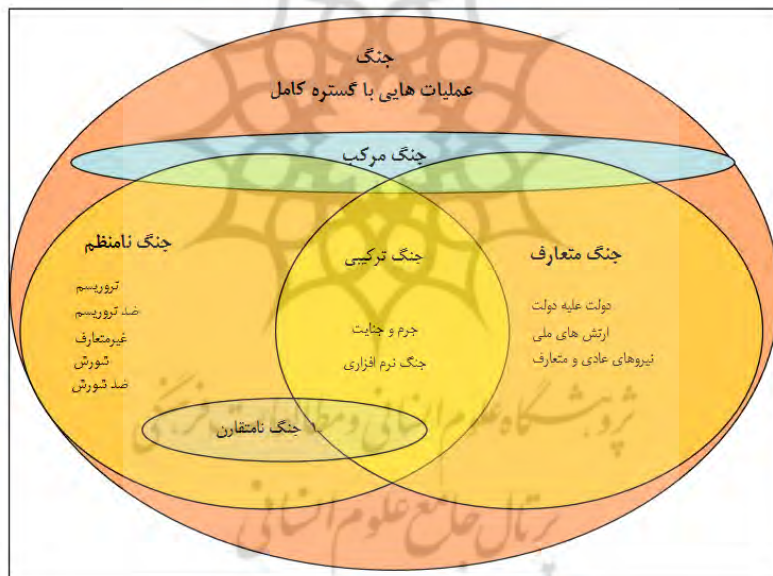 جنگ
عملیات هایی با گستره کامل
جنگ مرکب
جنگ متعارف
دولت علیه دولت
ارتش های ملی
نیروهای عادی و متعارف
جنگ ترکیبی
جرم و جنایت
جنگ نرم افزاری
جنگ نامنظم
تروریسم
ضد تروریسم
غیرمتعارف
شورش
ضد شورش
جنگ نامتقارن
پژوهشگاه علوم انسانی و مطالعات فرهنگی
پرتال جامع علوم انسانی